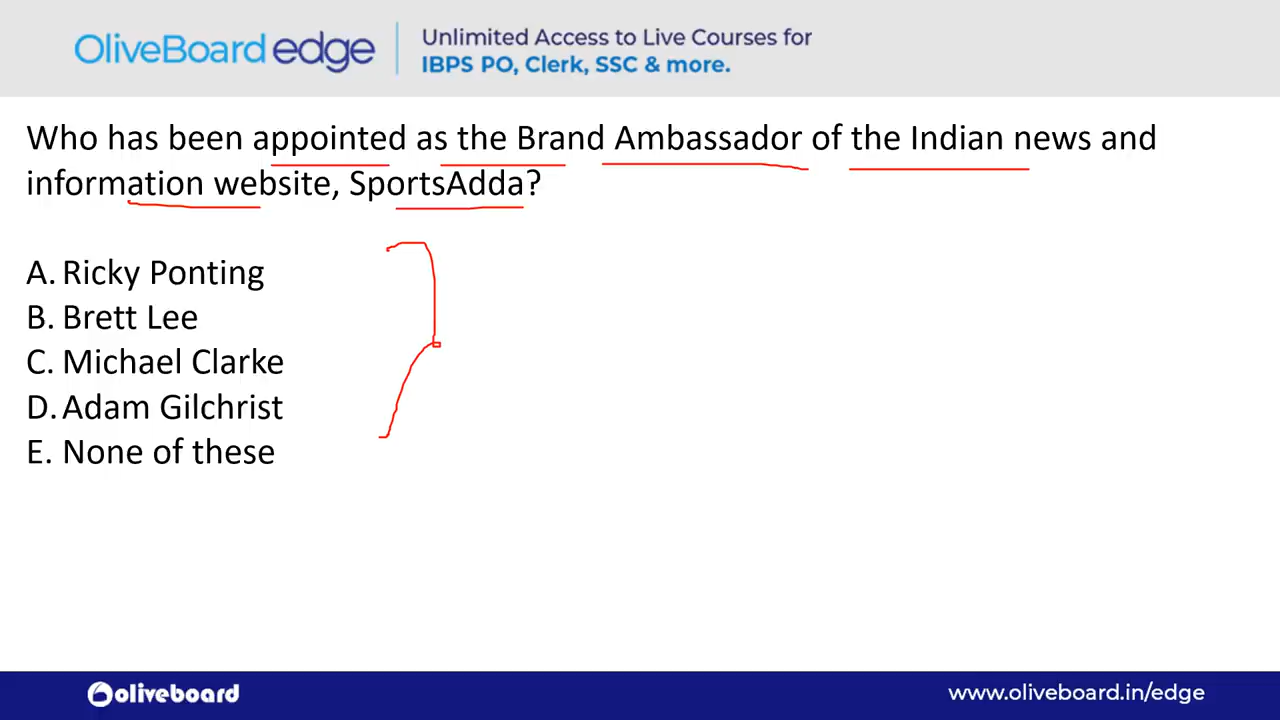 OliveBoard edge
Unlimited Access to Live Courses for
IBPS PO, Clerk, SSC & more.
Who has been appointed as the Brand Ambassador of the Indian news and
information website, SportsAdda?
A. Ricky Ponting
B. Brett Lee
C. Michael Clarke
D. Adam Gilchrist
E. None of these
oliveboard
www.oliveboard.in/edge